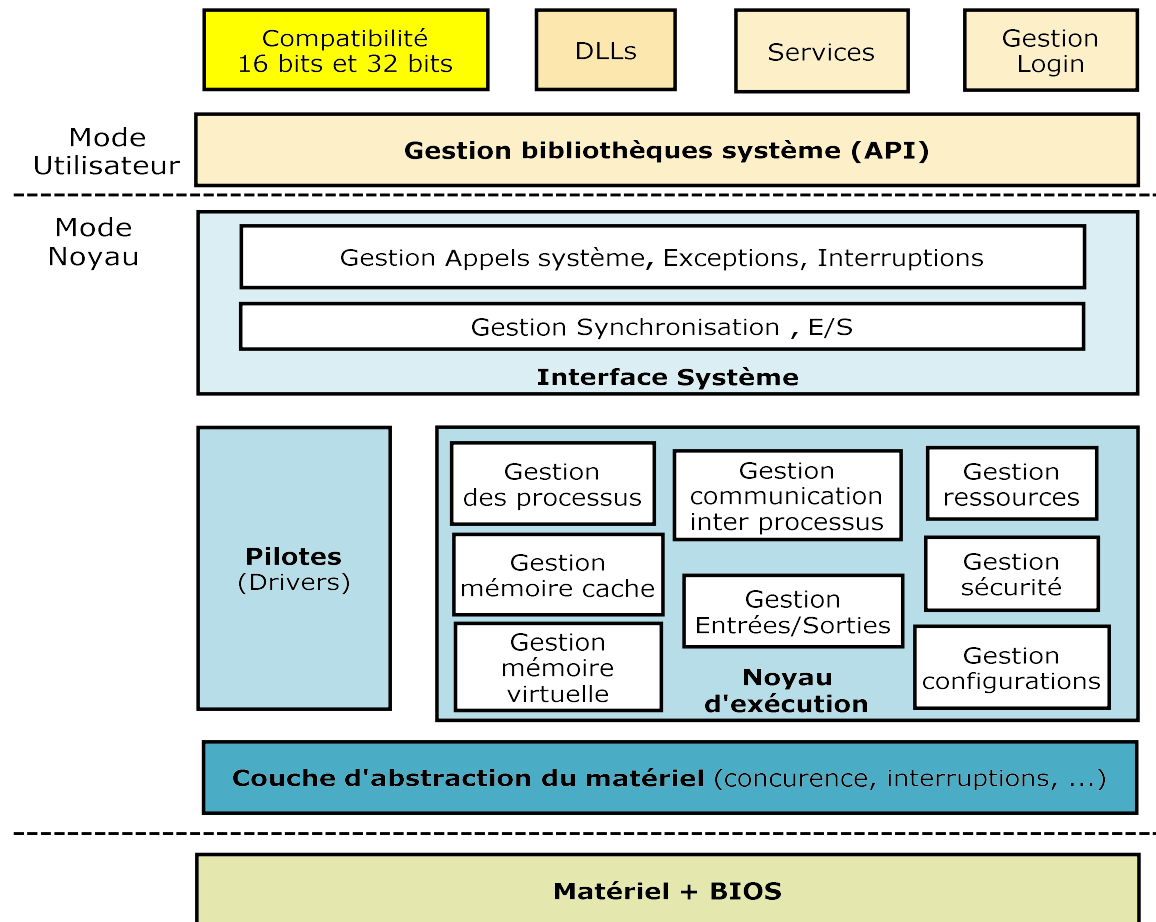 Compatibilité
16 bits et 32 bits
DLLs
Services
Gestion
Login
Mode
Utilisateur
Gestion bibliothèques système (API)
Mode
Noyau
Gestion Appels système, Exceptions, Interruptions
Gestion Synchronisation , E/S
Interface Système
Pilotes
(Drivers)
Gestion
des processus
Gestion
communication
inter processus
Gestion
ressources
Gestion
mémoire cache
Gestion
Entrées/Sorties
Gestion
sécurité
Gestion
mémoire
virtuelle
Noyau
d'exécution
Gestion
configurations
Couche d'abstraction du matériel (concurence, interruptions, ...)
Matériel + BIOS